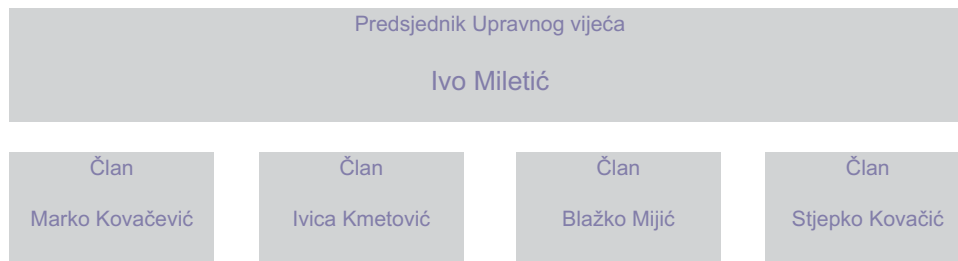 Predsjednik Upravnog vijeća
Ivo Miletić
Član
Marko Kovačević
Član
Ivica Kmetović
Član
Blažko Mijić
Član
Stjepko Kovačić